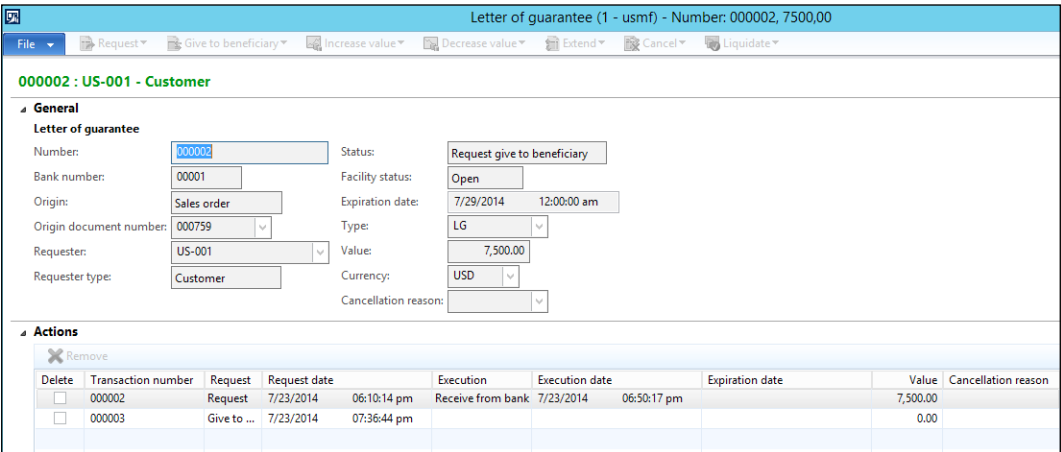 Letter of guarantee (1 - usmf) - Number: 000002, 7500,00
File Request Give to beneficiary Increase value Decrease value Extend Cancel Liquidate
000002 : US-001 - Customer
General
Letter of guarantee
Number: 000002 Status: Request give to beneficiary
Bank number: 00001 Facility status: Open
Origin: Sales order Expiration date: 7/29/2014 12:00:00 am
Origin document number: 000759 Type: LG
Requester: US-001 Value: 7,500.00
Requester type: Customer Currency: USD
Cancellation reason:
Actions
Remove
Delete Transaction number Request Request date Execution Execution date Expiration date Value Cancellation reason
000002 Request 7/23/2014 06:10:14 pm Receive from bank 7/23/2014 06:50:17 pm 7,500.00
000003 Give to ... 7/23/2014 07:36:44 pm 0.00